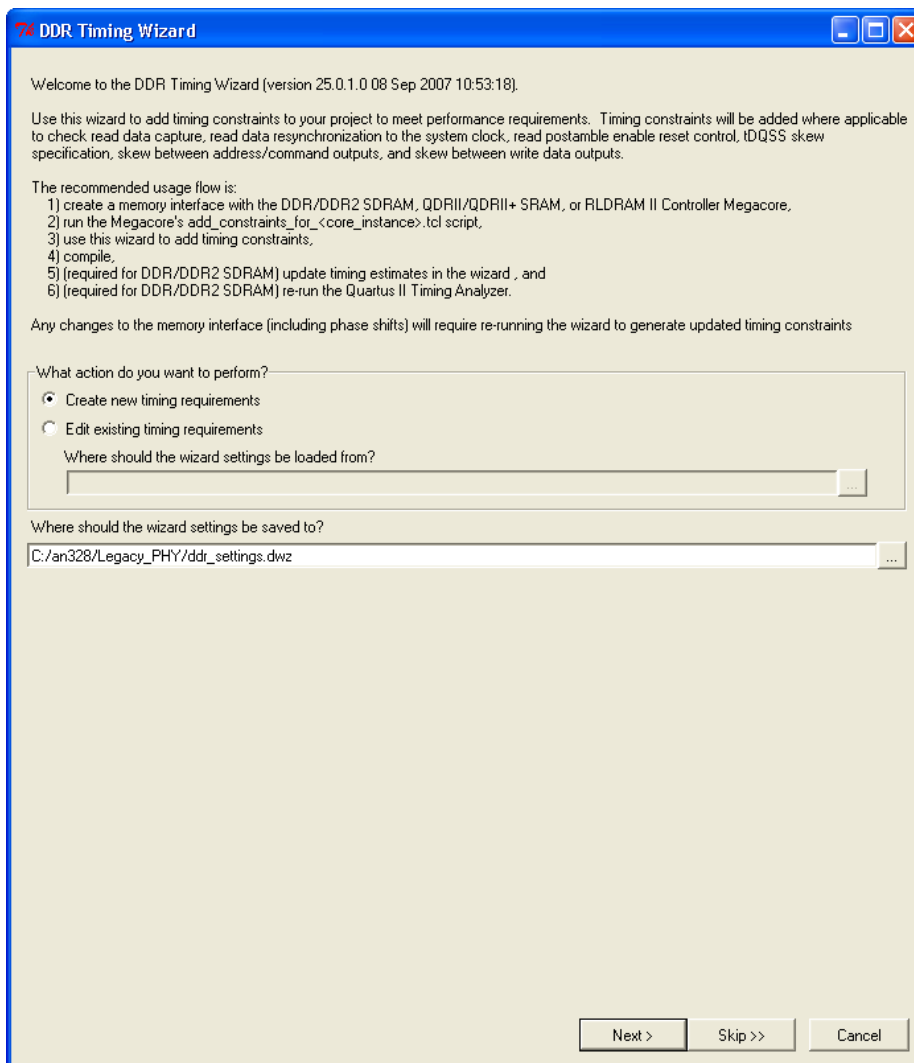 DDR Timing Wizard
Welcome to the DDR Timing Wizard (version 25.0.1.0 08 Sep 2007 10:53:18).
Use this wizard to add timing constraints to your project to meet performance requirements.  Timing constraints will be added where applicable
to check read data capture, read data resynchronization to the system clock, read postamble enable reset control, tDQSS skew
specification, skew between address/command outputs, and skew between write data outputs.
The recommended usage flow is:
1) create a memory interface with the DDR/DDR2 SDRAM, QDRII/QDRII+ SRAM, or RLDRAM II Controller Megacore,
2) run the Megacore's add_constraints_for_<core_instance>.tcl script,
3) use this wizard to add timing constraints,
4) compile,
5) (required for DDR/DDR2 SDRAM) update timing estimates in the wizard , and
6) (required for DDR/DDR2 SDRAM) re-run the Quartus II Timing Analyzer.
Any changes to the memory interface (including phase shifts) will require re-running the wizard to generate updated timing constraints
What action do you want to perform?
Create new timing requirements
Edit existing timing requirements
Where should the wizard settings be loaded from?
...
Where should the wizard settings be saved to?
C:/an328/Legacy_PHY/ddr_settings.dwz ...
Next > Skip >> Cancel